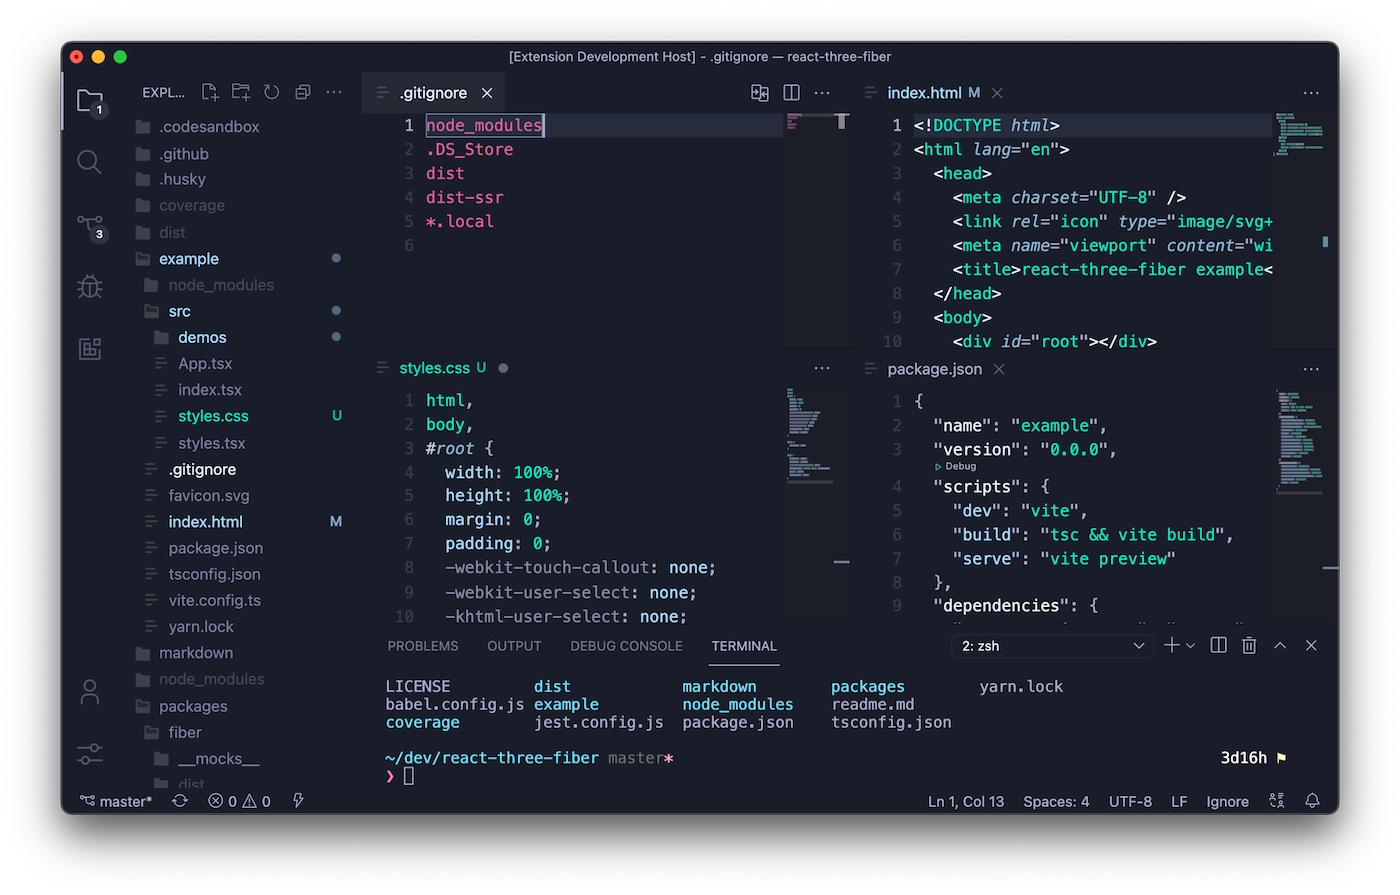 [Extension Development Host] - .gitignore — react-three-fiber
1
3
EXPL...
.codesandbox
.github
.husky
coverage
dist
example
node_modules
src
demos
App.tsx
index.tsx
styles.css U
styles.tsx
.gitignore
favicon.svg
index.html M
package.json
tsconfig.json
vite.config.ts
yarn.lock
markdown
node_modules
packages
fiber
__mocks__
dist
.gitignore
1 node_modules
2 .DS_Store
3 dist
4 dist-ssr
5 *.local
6
index.html M
1 <!DOCTYPE html>
2 <html lang="en">
3 <head>
4 <meta charset="UTF-8" />
5 <link rel="icon" type="image/svg+
6 <meta name="viewport" content="wi
7 <title>react-three-fiber example<
8 </head>
9 <body>
10 <div id="root"></div>
styles.css U
1 html,
2 body,
3 #root {
4 width: 100%;
5 height: 100%;
6 margin: 0;
7 padding: 0;
8 -webkit-touch-callout: none;
9 -webkit-user-select: none;
10 -khtml-user-select: none;
package.json
1 {
2 "name": "example",
3 "version": "0.0.0",
Debug
4 "scripts": {
5 "dev": "vite",
6 "build": "tsc && vite build",
7 "serve": "vite preview"
8 },
9 "dependencies": {
PROBLEMS OUTPUT DEBUG CONSOLE TERMINAL 2: zsh
LICENSE dist markdown packages yarn.lock
babel.config.js example node_modules readme.md
coverage jest.config.js package.json tsconfig.json
~/dev/react-three-fiber master* 3d16h
❯
master* 0 0 Ln 1, Col 13 Spaces: 4 UTF-8 LF Ignore